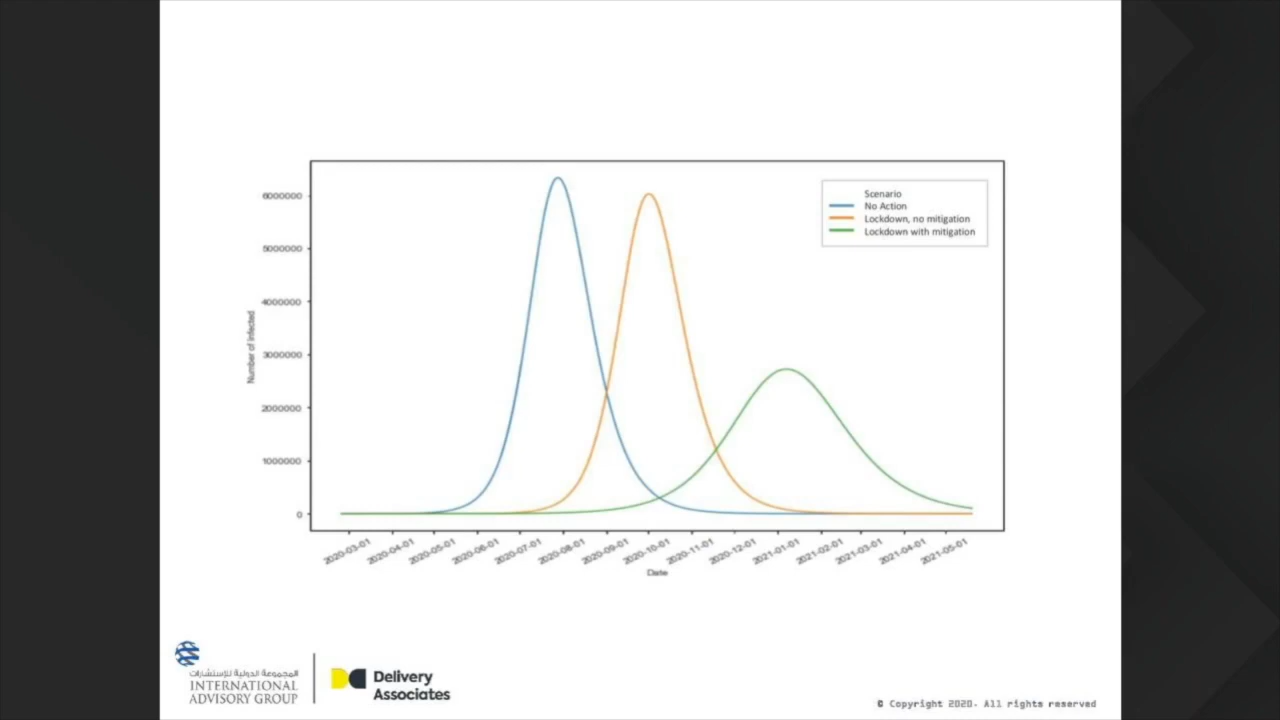 Scenario
No Action
Lockdown, no mitigation
Lockdown with mitigation
6000000
5000000
4000000
3000000
2000000
1000000
0
Number of infected
2020-03-01
2020-04-01
2020-05-01
2020-06-01
2020-07-01
2020-08-01
2020-09-01
2020-10-01
2020-11-01
2020-12-01
2021-01-01
2021-02-01
2021-03-01
2021-04-01
2021-05-01
Date
المجموعة الدولية للإستشارات
INTERNATIONAL
ADVISORY GROUP
Delivery
Associates
© Copyright 2020. All rights reserved